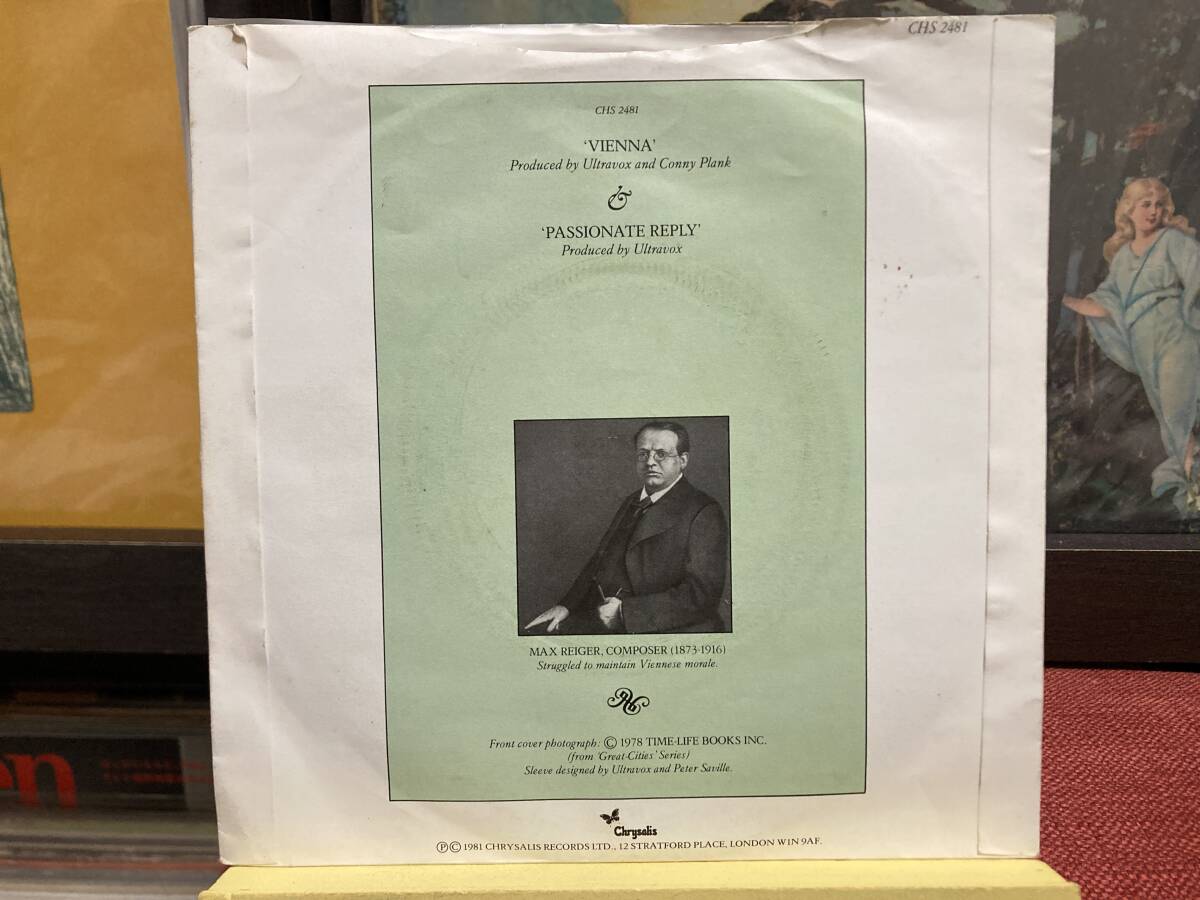 CHS 2481
CHS 2481
‘VIENNA’
Produced by Ultravox and Conny Plank
&
‘PASSIONATE REPLY’
Produced by Ultravox
MAX REIGER, COMPOSER (1873-1916)
Struggled to maintain Viennese morale.
Front cover photograph: © 1978 TIME-LIFE BOOKS INC.
(from ‘Great-Cities’ Series)
Sleeve designed by Ultravox and Peter Saville.
Chrysalis
℗© 1981 CHRYSALIS RECORDS LTD., 12 STRATFORD PLACE, LONDON W1N 9AF.
en